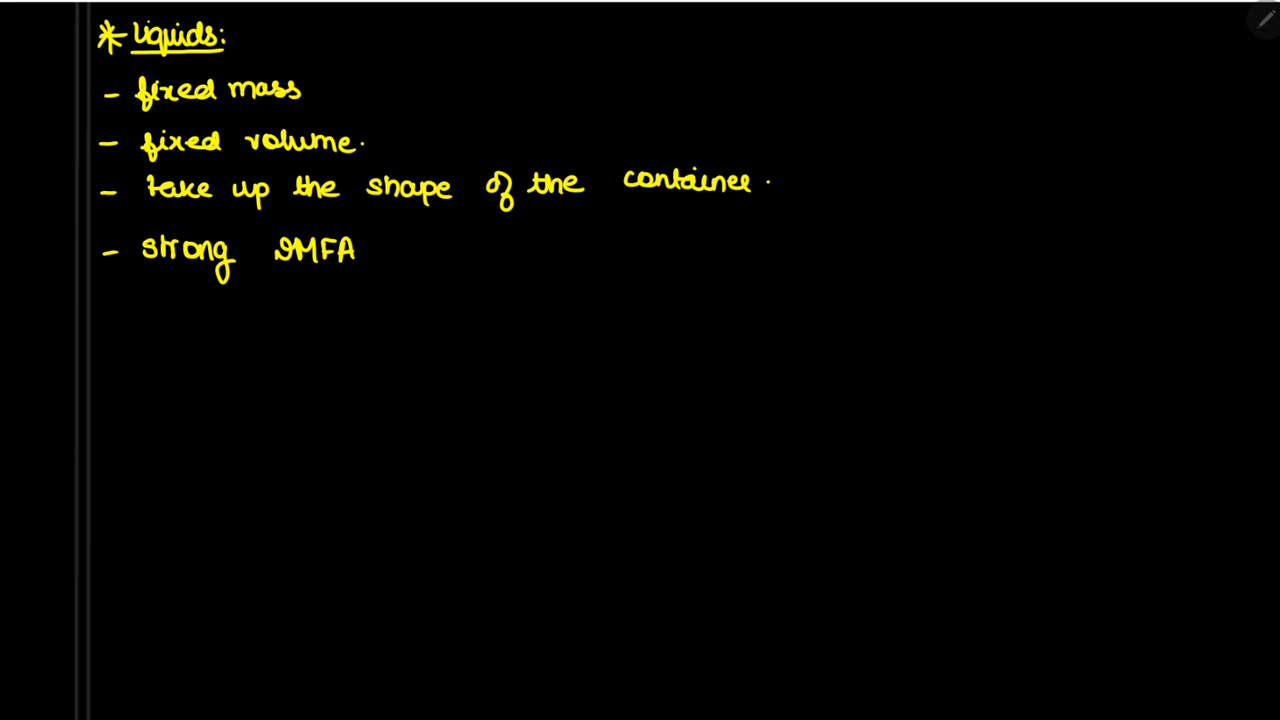 * Liquids:
- fixed mass
- fixed volume.
- take up the shape of the container.
- strong IMFA